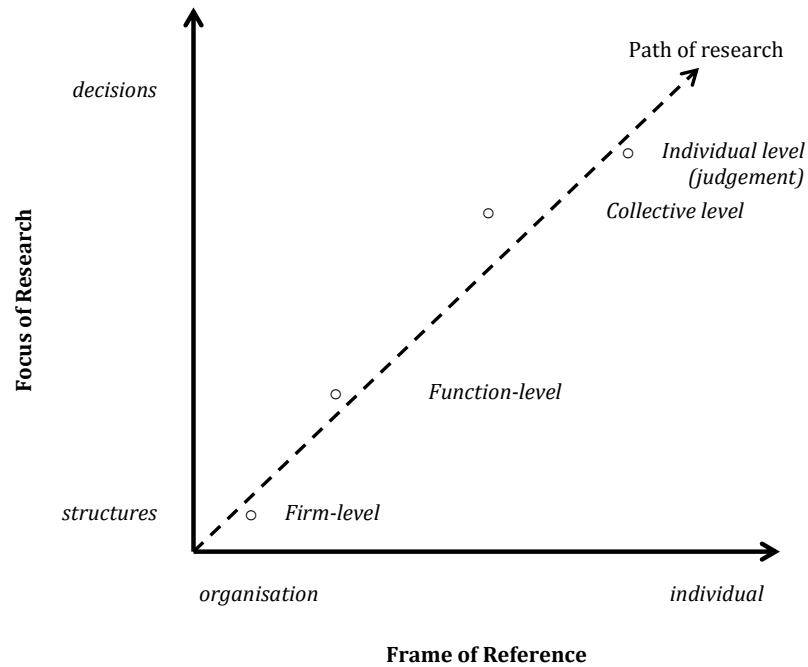 Path of research
decisions
Individual level
(judgement)
Collective level
Focus of Research
Function-level
structures
Firm-level
organisation
individual
Frame of Reference